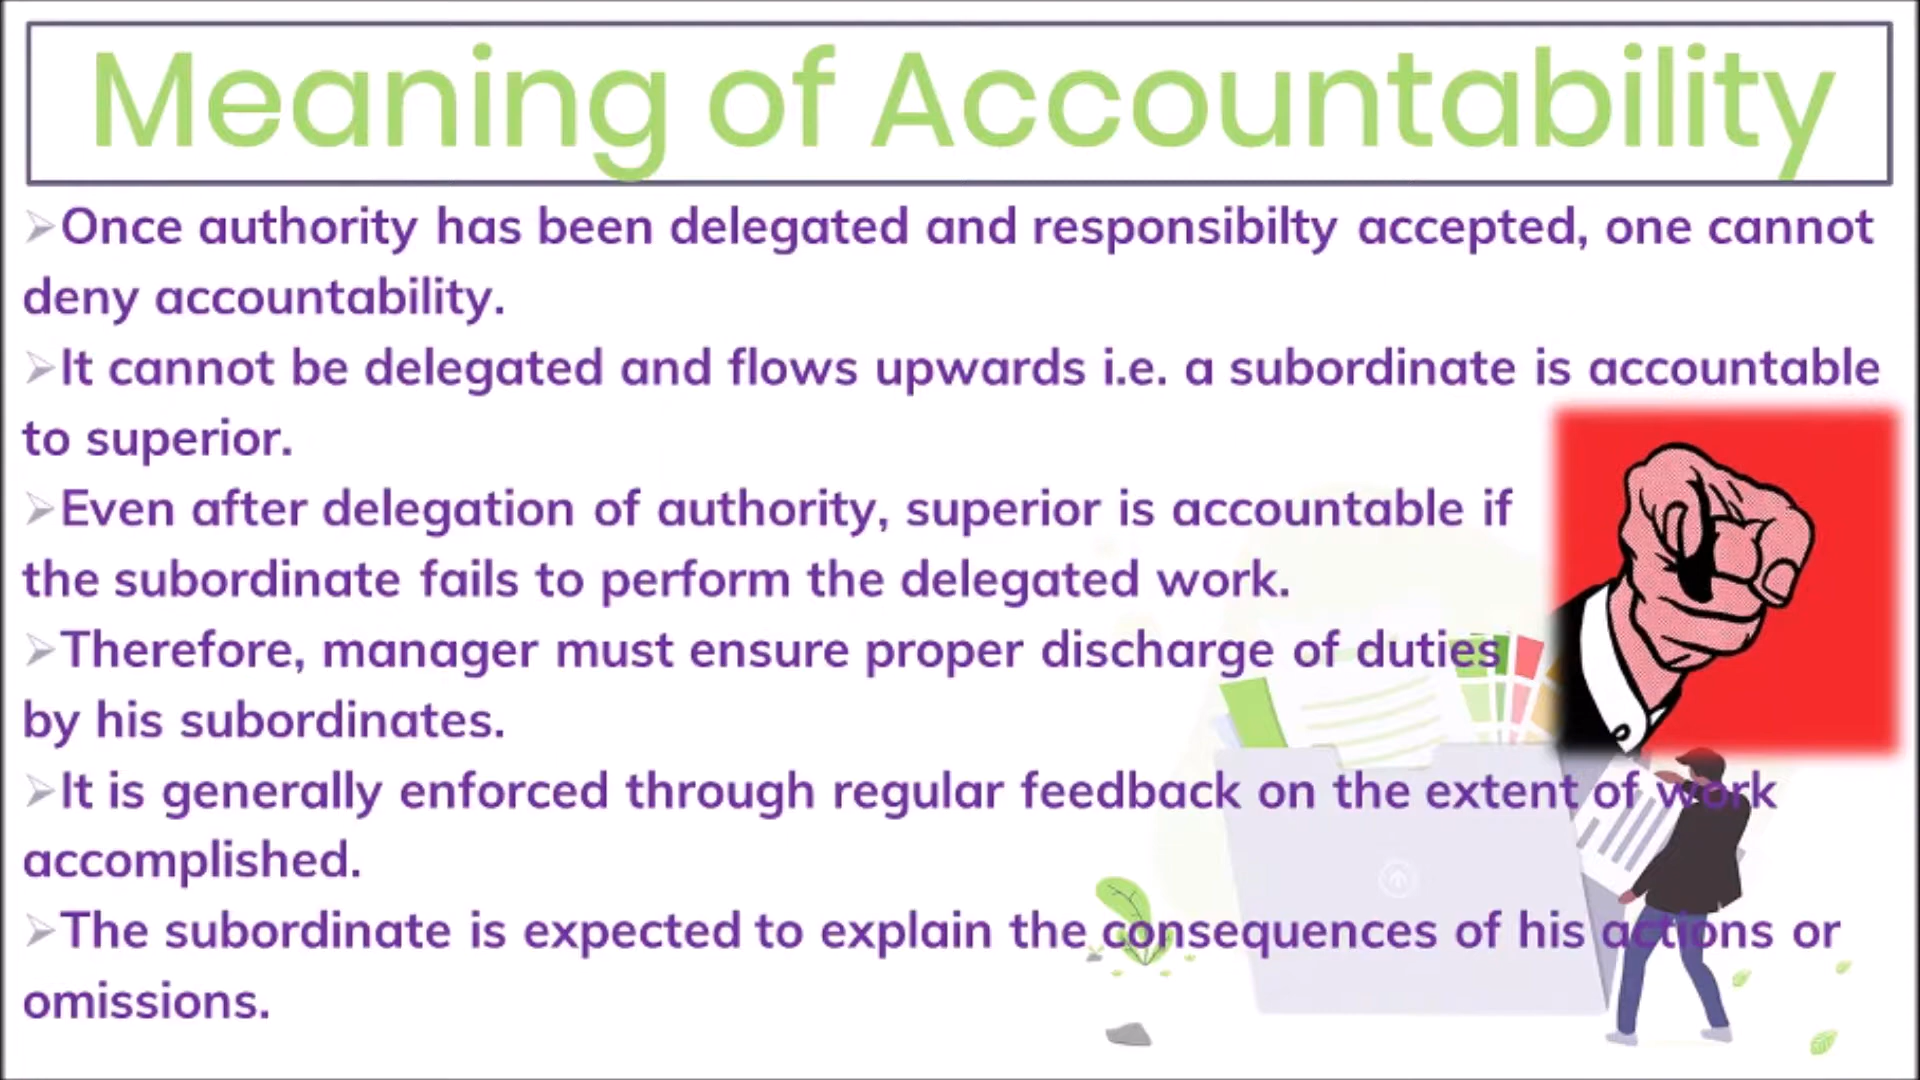 Meaning of Accountability
➢Once authority has been delegated and responsibilty accepted, one cannot
deny accountability.
➢It cannot be delegated and flows upwards i.e. a subordinate is accountable
to superior.
➢Even after delegation of authority, superior is accountable if
the subordinate fails to perform the delegated work.
➢Therefore, manager must ensure proper discharge of duties
by his subordinates.
➢It is generally enforced through regular feedback on the extent of work
accomplished.
➢The subordinate is expected to explain the consequences of his actions or
omissions.